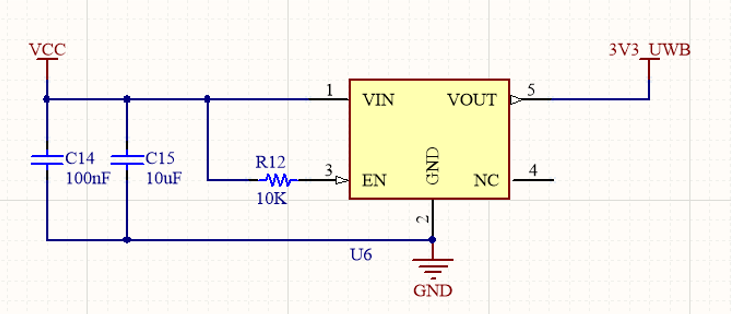 VCC
3V3_UWB
1
VIN
VOUT
5
C14
100nF
C15
10uF
R12
10K
3
EN
GND
NC
4
2
U6
GND